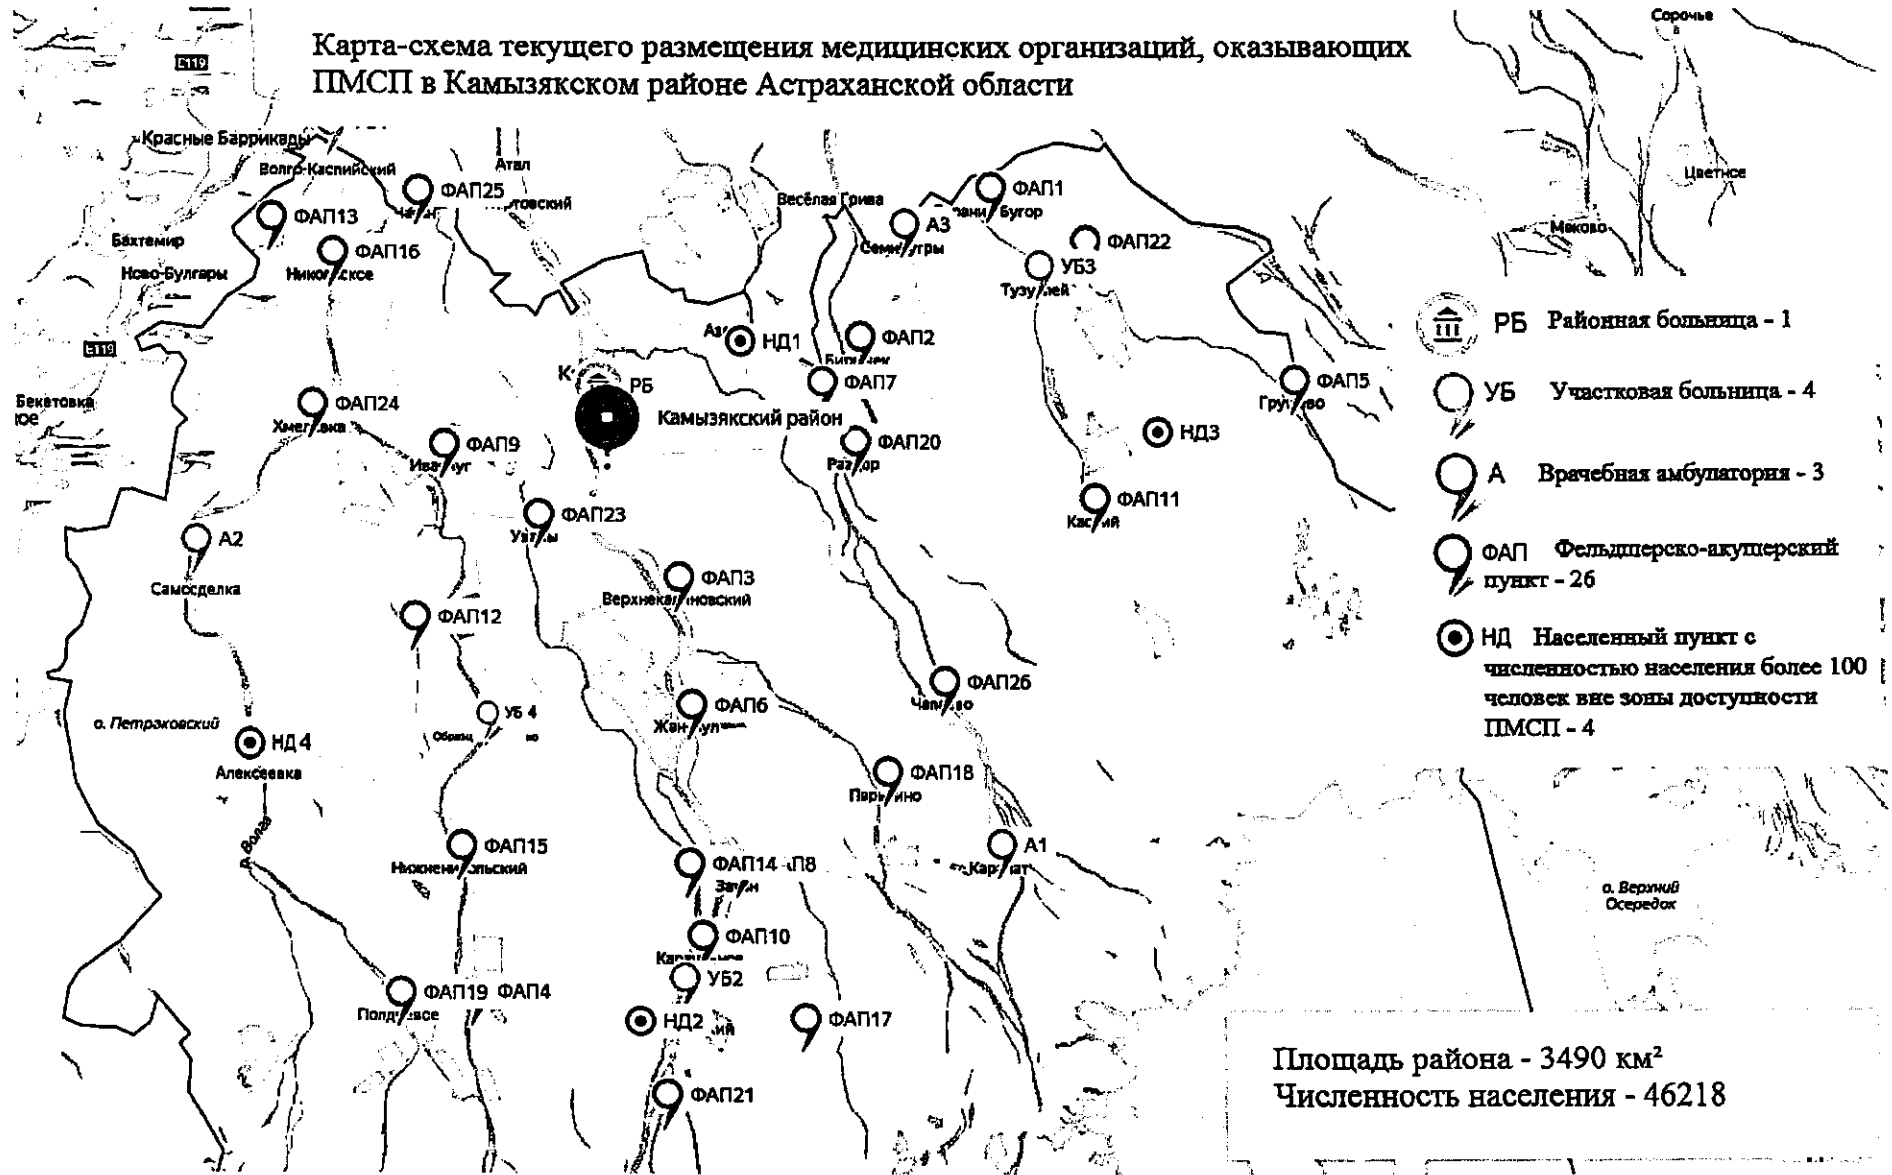 Карта-схема текущего размещения медицинских организаций, оказывающих
ПМСП в Камызякском районе Астраханской области
Сорочье
E119
Красные Баррикады
Волго-Каспийский
Атал
Цветное
ФАП25
ФАП1
Весёлая Грива
ФАП13
А3
Бугор
Маково
Бахтемир
ФАП16
ФАП22
Ново-Булгары
УБ3
РБ Районная больница - 1
E119
НД1
ФАП2
РБ
ФАП7
ФАП5
УБ Участковая больница - 4
Бекетовка
ФАП24
Камызякский район
НД3
ФАП9
ФАП20
А Врачебная амбулатория - 3
ФАП11
ФАП23
А2
ФАП Фельдшерско-акушерский
пункт - 26
Самосделка
ФАП3
ФАП12
НД Населенный пункт с
численностью населения более 100
человек вне зоны доступности
ПМСП - 4
ФАП26
ФАП6
УБ 4
о. Петраковский
НД4
Алексеевка
ФАП18
р. Волга
ФАП15
А1
ФАП14
о. Верхний
Осередок
ФАП10
УБ2
ФАП19 ФАП4
НД2
ФАП17
ФАП21
Площадь района - 3490 км²
Численность населения - 46218